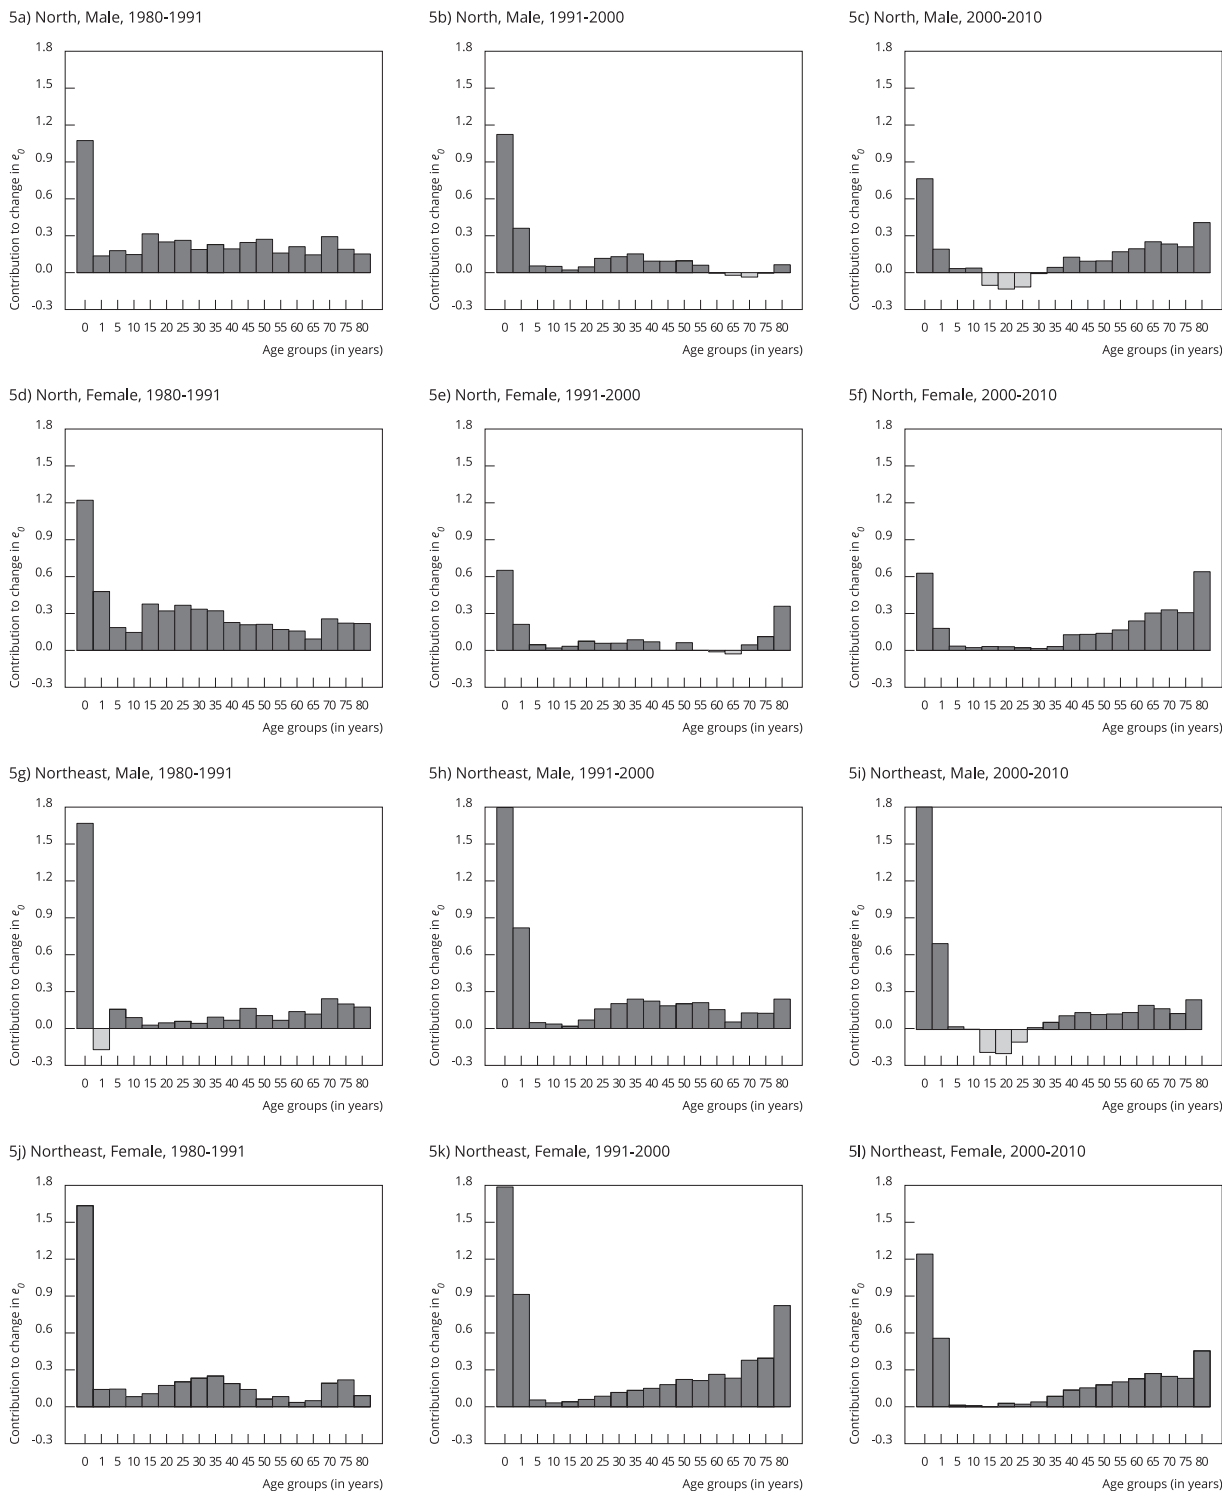 5a) North, Male, 1980-1991
1.8
1.5
1.2
0.9
0.6
0.3
0.0
-0.3
Contribution to change in e0
0 1 5 10 15 20 25 30 35 40 45 50 55 60 65 70 75 80
Age groups (in years)
5b) North, Male, 1991-2000
1.8
1.5
1.2
0.9
0.6
0.3
0.0
-0.3
Contribution to change in e0
0 1 5 10 15 20 25 30 35 40 45 50 55 60 65 70 75 80
Age groups (in years)
5c) North, Male, 2000-2010
1.8
1.5
1.2
0.9
0.6
0.3
0.0
-0.3
Contribution to change in e0
0 1 5 10 15 20 25 30 35 40 45 50 55 60 65 70 75 80
Age groups (in years)
5d) North, Female, 1980-1991
1.8
1.5
1.2
0.9
0.6
0.3
0.0
-0.3
Contribution to change in e0
0 1 5 10 15 20 25 30 35 40 45 50 55 60 65 70 75 80
Age groups (in years)
5e) North, Female, 1991-2000
1.8
1.5
1.2
0.9
0.6
0.3
0.0
-0.3
Contribution to change in e0
0 1 5 10 15 20 25 30 35 40 45 50 55 60 65 70 75 80
Age groups (in years)
5f) North, Female, 2000-2010
1.8
1.5
1.2
0.9
0.6
0.3
0.0
-0.3
Contribution to change in e0
0 1 5 10 15 20 25 30 35 40 45 50 55 60 65 70 75 80
Age groups (in years)
5g) Northeast, Male, 1980-1991
1.8
1.5
1.2
0.9
0.6
0.3
0.0
-0.3
Contribution to change in e0
0 1 5 10 15 20 25 30 35 40 45 50 55 60 65 70 75 80
Age groups (in years)
5h) Northeast, Male, 1991-2000
1.8
1.5
1.2
0.9
0.6
0.3
0.0
-0.3
Contribution to change in e0
0 1 5 10 15 20 25 30 35 40 45 50 55 60 65 70 75 80
Age groups (in years)
5i) Northeast, Male, 2000-2010
1.8
1.5
1.2
0.9
0.6
0.3
0.0
-0.3
Contribution to change in e0
0 1 5 10 15 20 25 30 35 40 45 50 55 60 65 70 75 80
Age groups (in years)
5j) Northeast, Female, 1980-1991
1.8
1.5
1.2
0.9
0.6
0.3
0.0
-0.3
Contribution to change in e0
0 1 5 10 15 20 25 30 35 40 45 50 55 60 65 70 75 80
Age groups (in years)
5k) Northeast, Female, 1991-2000
1.8
1.5
1.2
0.9
0.6
0.3
0.0
-0.3
Contribution to change in e0
0 1 5 10 15 20 25 30 35 40 45 50 55 60 65 70 75 80
Age groups (in years)
5l) Northeast, Female, 2000-2010
1.8
1.5
1.2
0.9
0.6
0.3
0.0
-0.3
Contribution to change in e0
0 1 5 10 15 20 25 30 35 40 45 50 55 60 65 70 75 80
Age groups (in years)